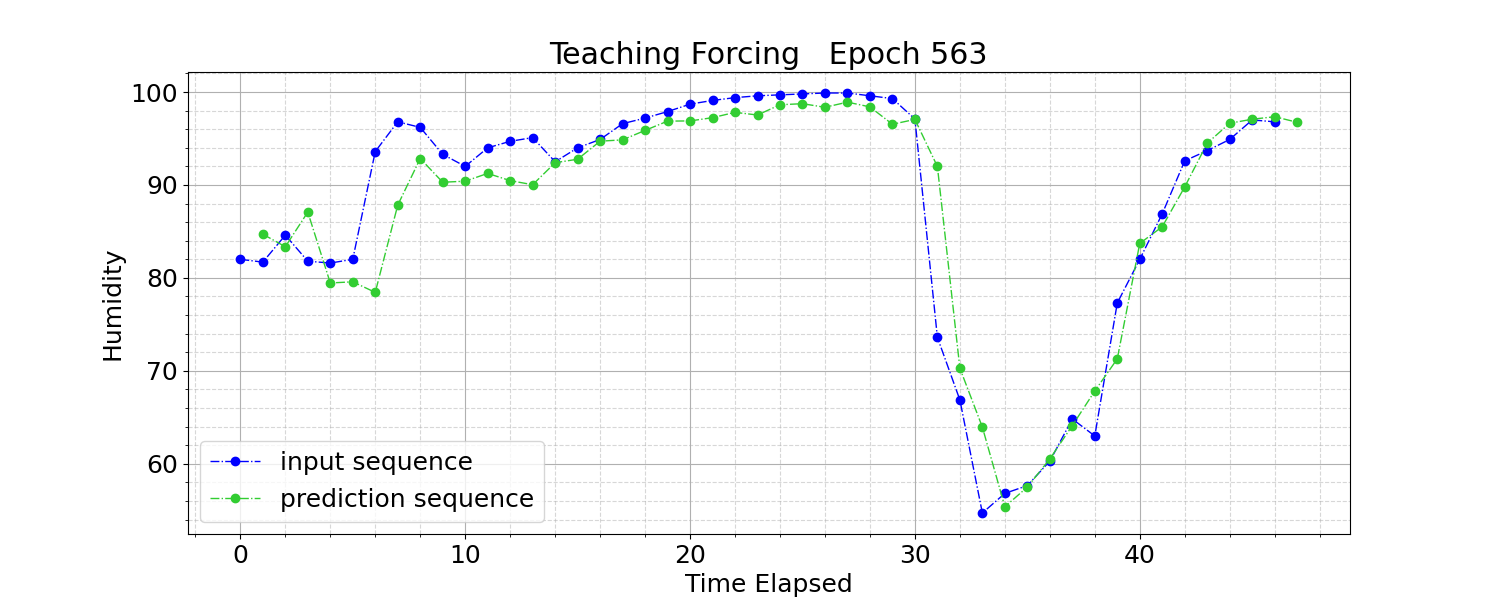 Teaching Forcing   Epoch 563
100
90
80
70
60
Humidity
input sequence
prediction sequence
0 10 20 30 40
Time Elapsed